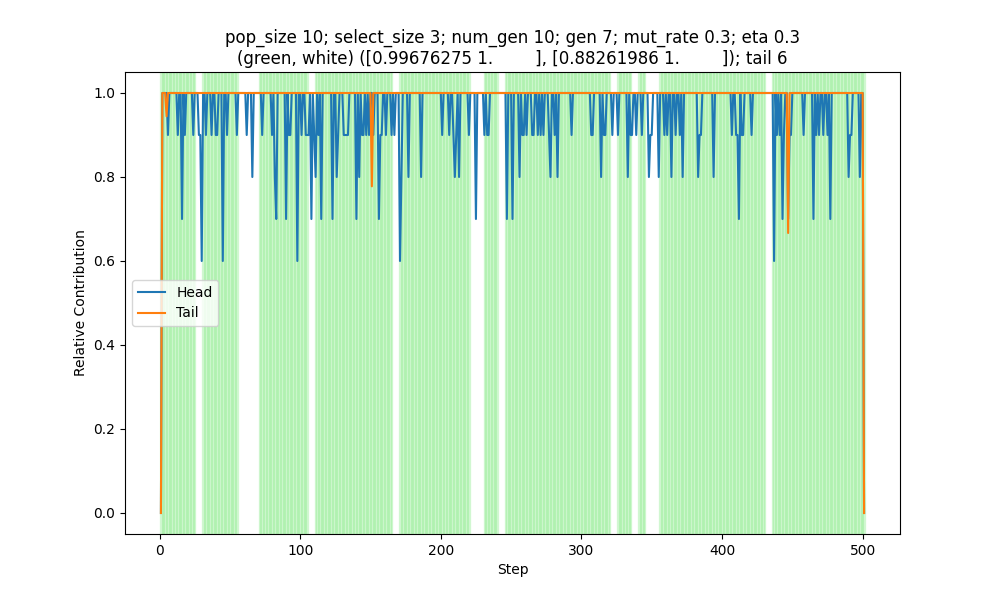 pop_size 10; select_size 3; num_gen 10; gen 7; mut_rate 0.3; eta 0.3
(green, white) ([0.99676275 1.        ], [0.88261986 1.        ]); tail 6
1.0
0.8
0.6
0.4
0.2
0.0
Relative Contribution
Head
Tail
0 100 200 300 400 500
Step